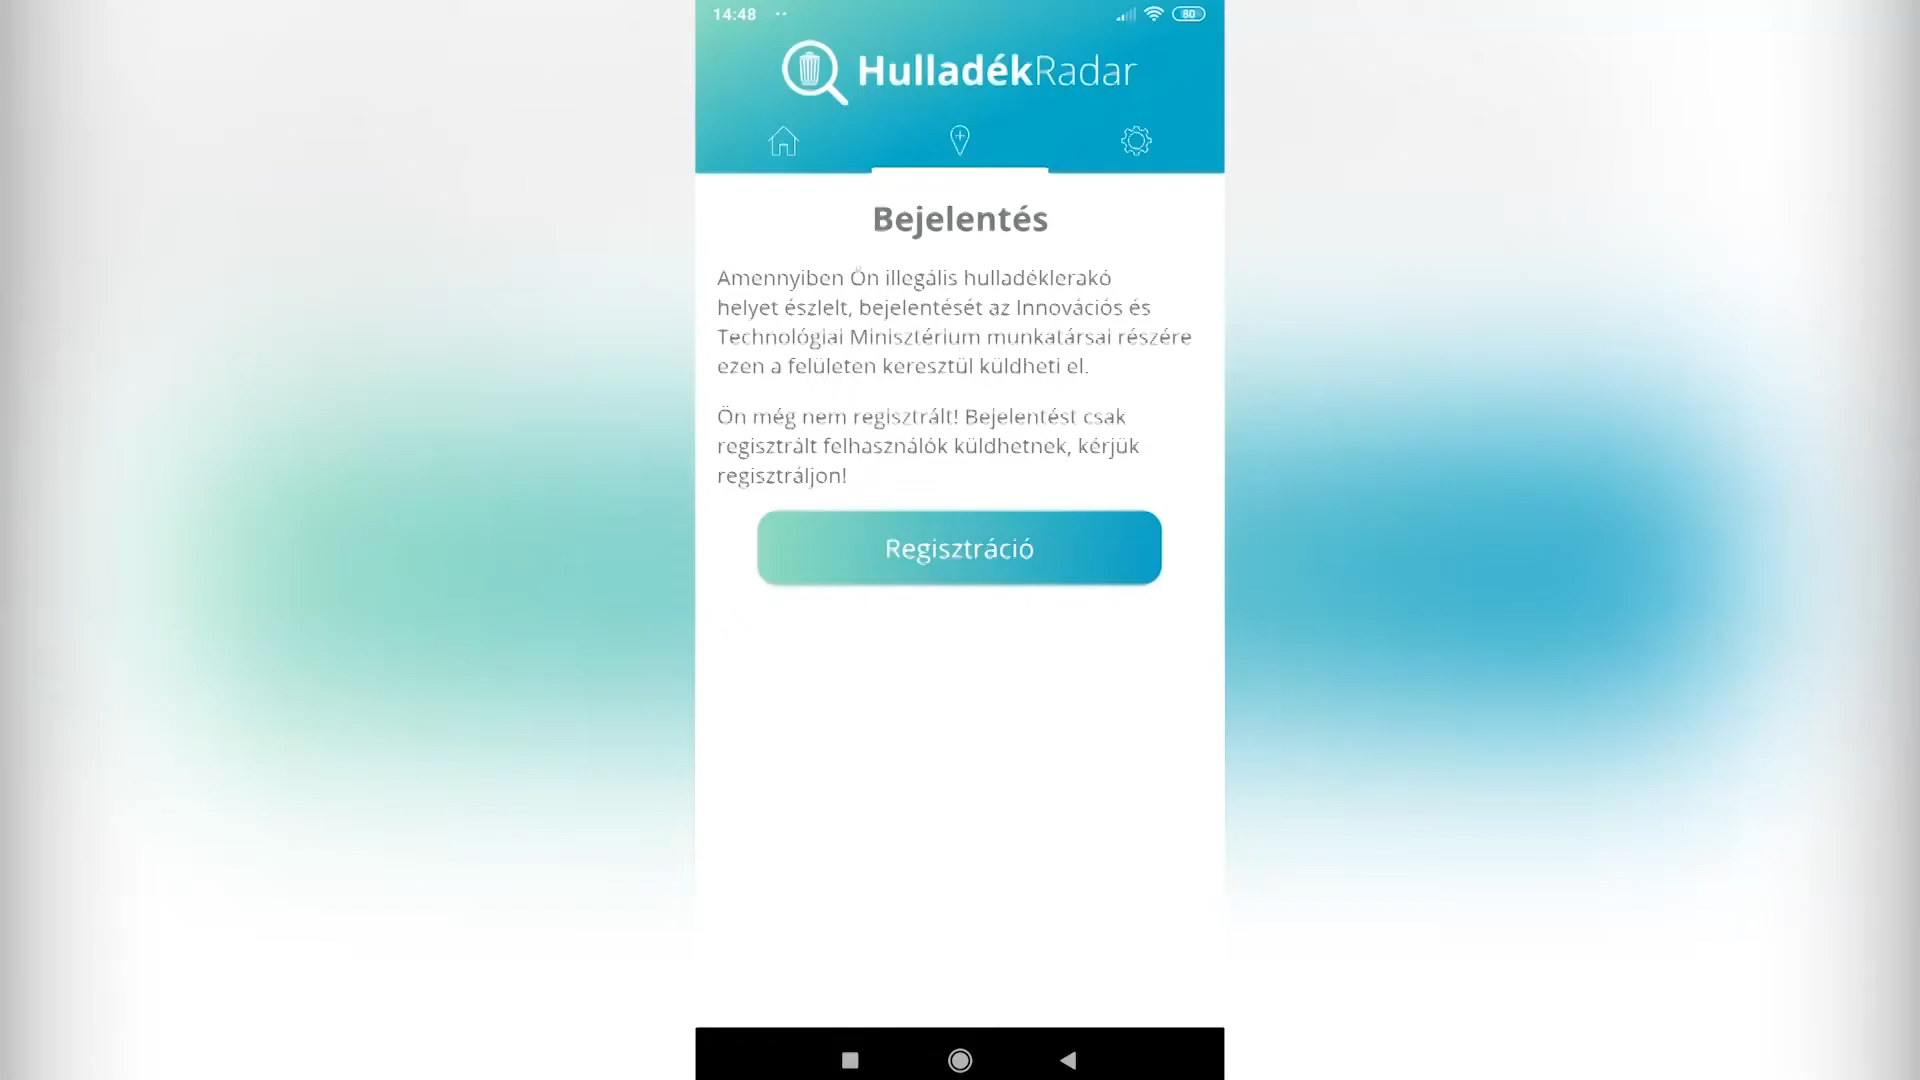 14:48
80
HulladékRadar
Bejelentés
Amennyiben Ön illegális hulladéklerakó
helyet észlelt, bejelentését az Innovációs és
Technológiai Minisztérium munkatársai részére
ezen a felületen keresztül küldheti el.
Ön még nem regisztrált! Bejelentést csak
regisztrált felhasználók küldhetnek, kérjük
regisztráljon!
Regisztráció